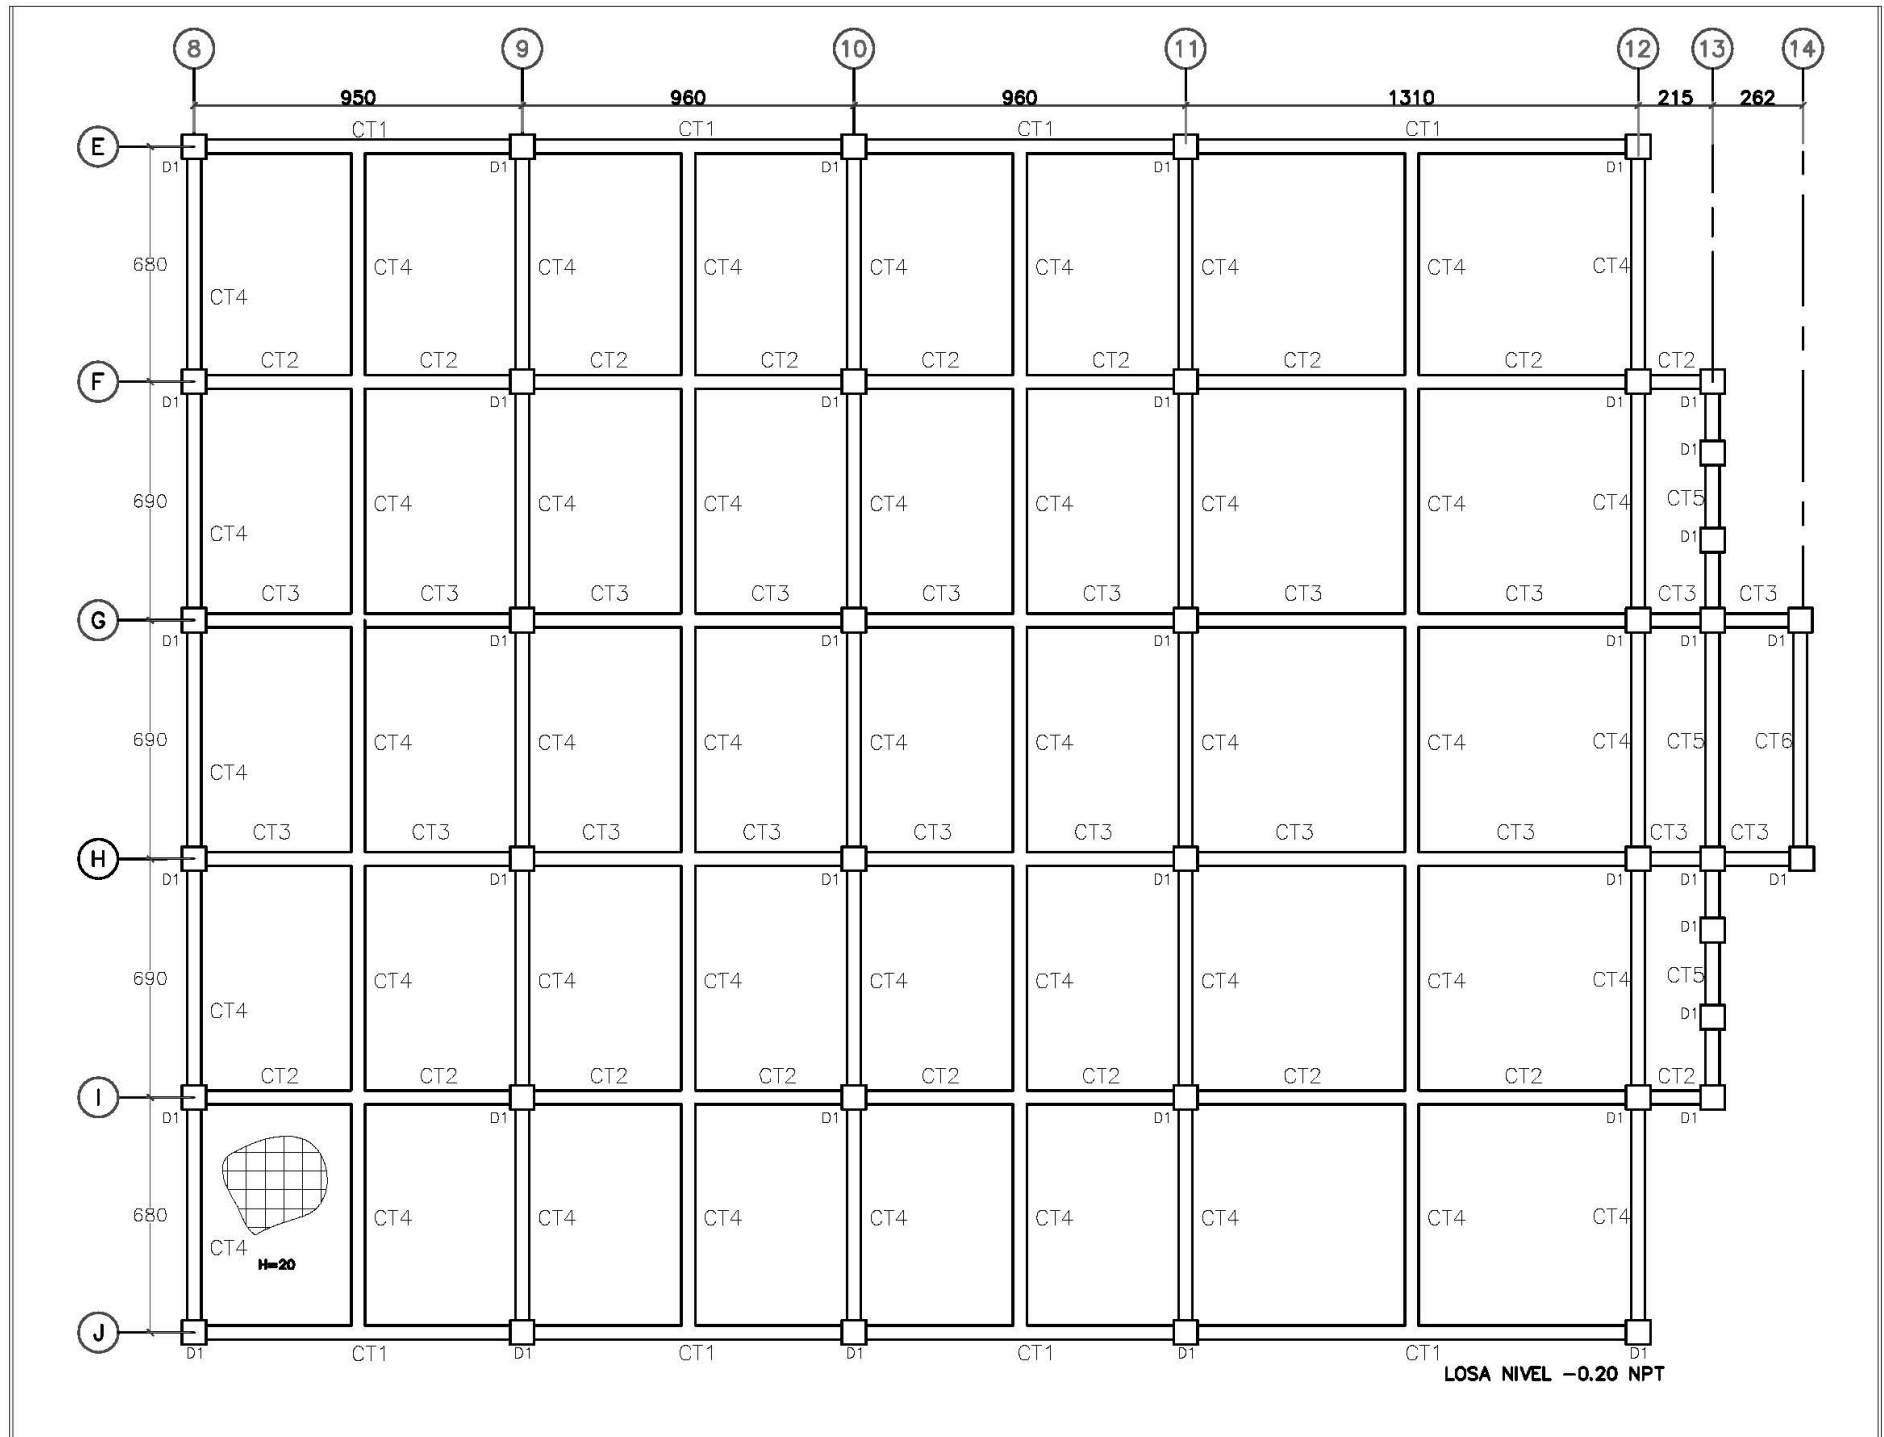 8 9 10 11 12 13 14
950 960 960 1310 215 262
CT1 CT1 CT1 CT1
E
D1 D1 D1 D1 D1
680 CT4 CT4 CT4 CT4 CT4 CT4 CT4 CT4 CT4
CT2 CT2 CT2 CT2 CT2 CT2 CT2 CT2 CT2
F
D1 D1 D1 D1 D1 D1
D1
690 CT4 CT4 CT4 CT4 CT4 CT4 CT4 CT4 CT4 CT5
D1
CT3 CT3 CT3 CT3 CT3 CT3 CT3 CT3 CT3 CT3
G
D1 D1 D1 D1 D1 D1 D1
690 CT4 CT4 CT4 CT4 CT4 CT4 CT4 CT4 CT4 CT5 CT6
CT3 CT3 CT3 CT3 CT3 CT3 CT3 CT3 CT3 CT3
H
D1 D1 D1 D1 D1 D1 D1
D1
690 CT4 CT4 CT4 CT4 CT4 CT4 CT4 CT4 CT4 CT5
D1
CT2 CT2 CT2 CT2 CT2 CT2 CT2 CT2 CT2
I
D1 D1 D1 D1 D1 D1
680 CT4 CT4 CT4 CT4 CT4 CT4 CT4 CT4 CT4
H=20
J
D1 CT1 D1 CT1 D1 CT1 D1 CT1 D1
LOSA NIVEL -0.20 NPT